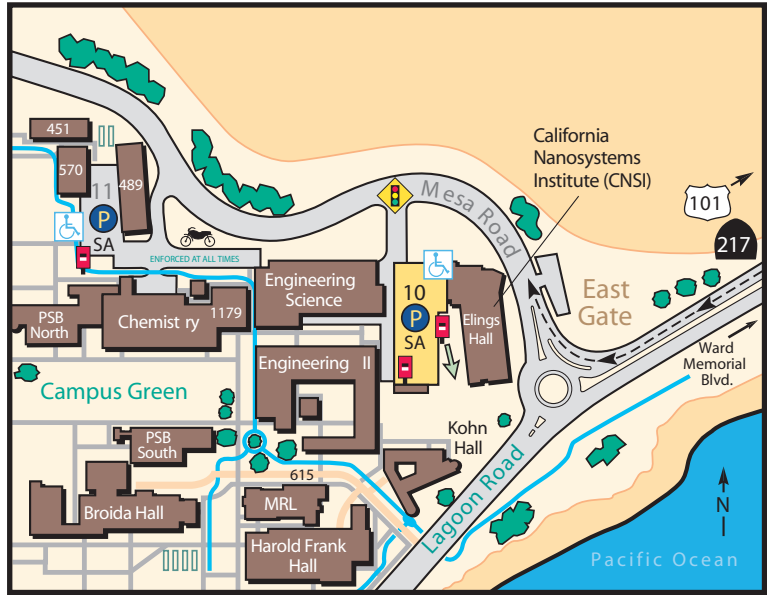 California
Nanosystems
Institute (CNSI)
Mesa Road
101
217
451
570
489
11
P
SA
ENFORCED AT ALL TIMES
10
P
SA
Elings
Hall
East
Gate
Engineering
Science
PSB
North
Chemist ry
1179
Ward
Memorial
Blvd.
Engineering II
Campus Green
Kohn
Hall
PSB
South
615
MRL
Broida Hall
Harold Frank
Hall
Lagoon Road
N
Pacific Ocean